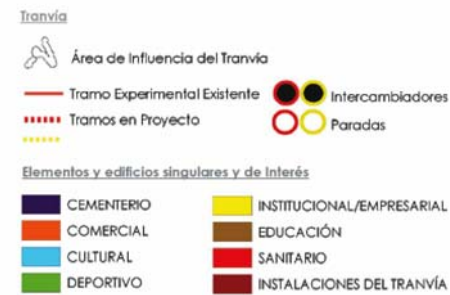 Tranvía
Área de Influencia del Tranvía
Tramo Experimental Existente
Intercambiadores
Tramos en Proyecto
Paradas
Elementos y edificios singulares y de Interés
CEMENTERIO
INSTITUCIONAL/EMPRESARIAL
COMERCIAL
EDUCACIÓN
CULTURAL
SANITARIO
DEPORTIVO
INSTALACIONES DEL TRANVÍA